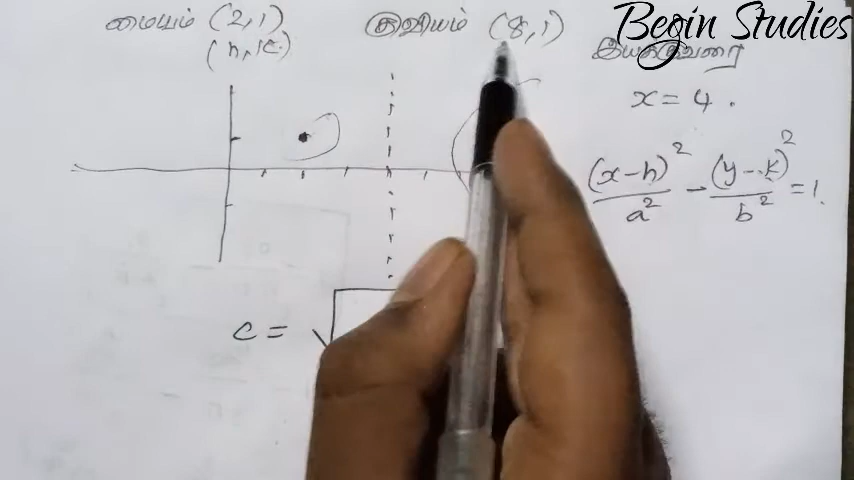 மையம் (2,1)
(h,k)
குவியம் (8,1)
Begin Studies
இயக்குவரை
x = 4 .
(x-h)² / a² - (y-k)² / b² = 1.
c =